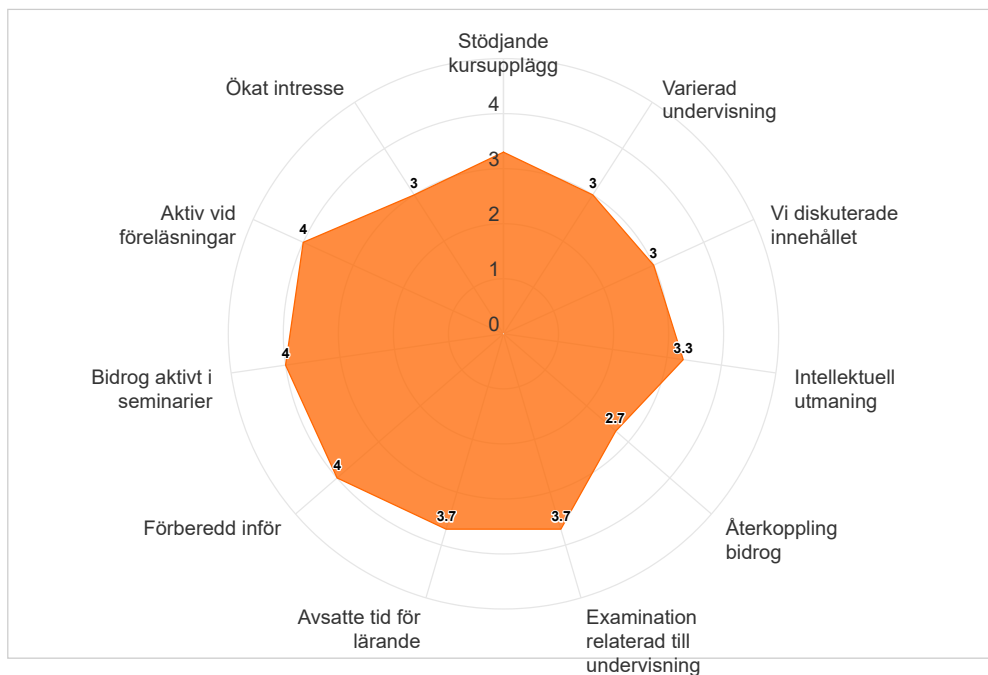 Stödjande
kursupplägg
Varierad
undervisning
Vi diskuterade
innehållet
Intellektuell
utmaning
Återkoppling
bidrog
Examination
relaterad till
undervisning
Avsatte tid för
lärande
Förberedd inför
Bidrog aktivt i
seminarier
Aktiv vid
föreläsningar
Ökat intresse
4
3
2
1
0
3
3
3.3
2.7
3.7
3.7
4
4
4
3